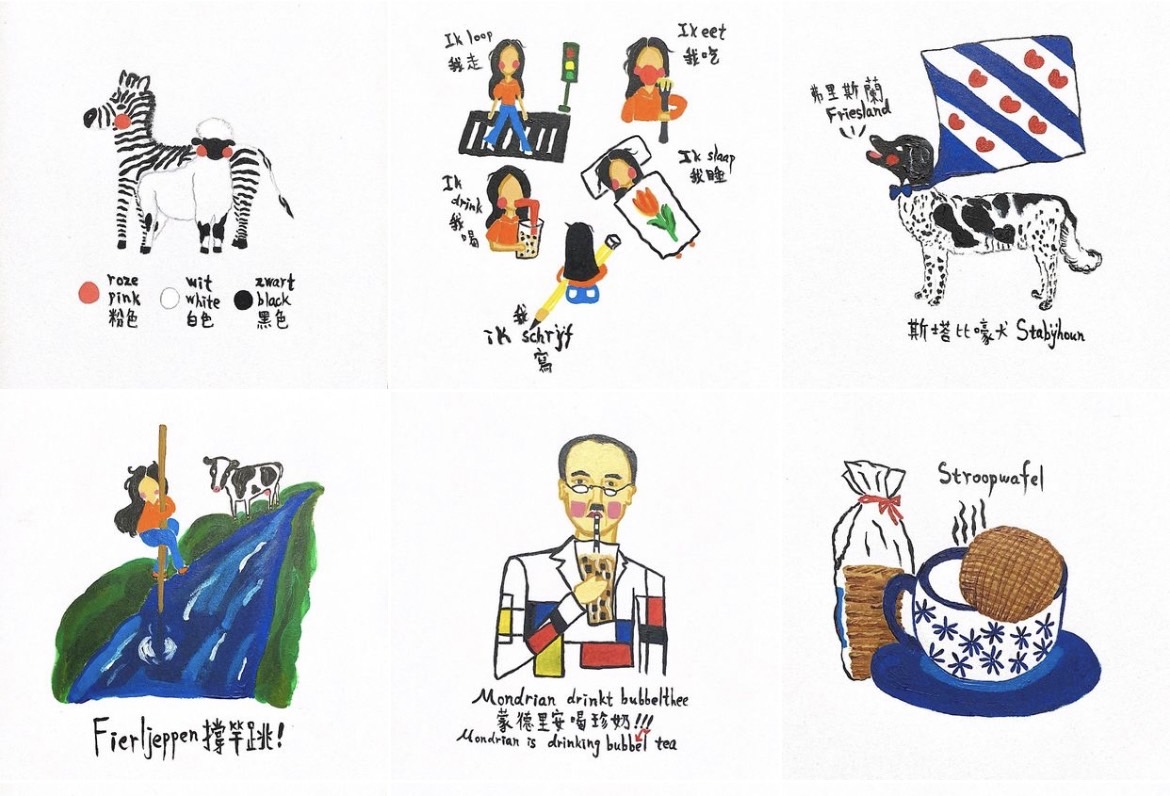 roze
pink
粉色
wit
white
白色
zwart
black
黑色
Ik loop
我走
Ik eet
我吃
Ik slaap
我睡
Ik
drink
我
喝
我
ik schrijf
寫
弗里斯蘭
Friesland
斯塔比嚎犬 Stabijhoun
Fierljeppen 撐竿跳!
Mondrian drinkt bubbelthee
蒙德里安喝珍奶!!!
Mondrian is drinking bubbel tea
Stroopwafel